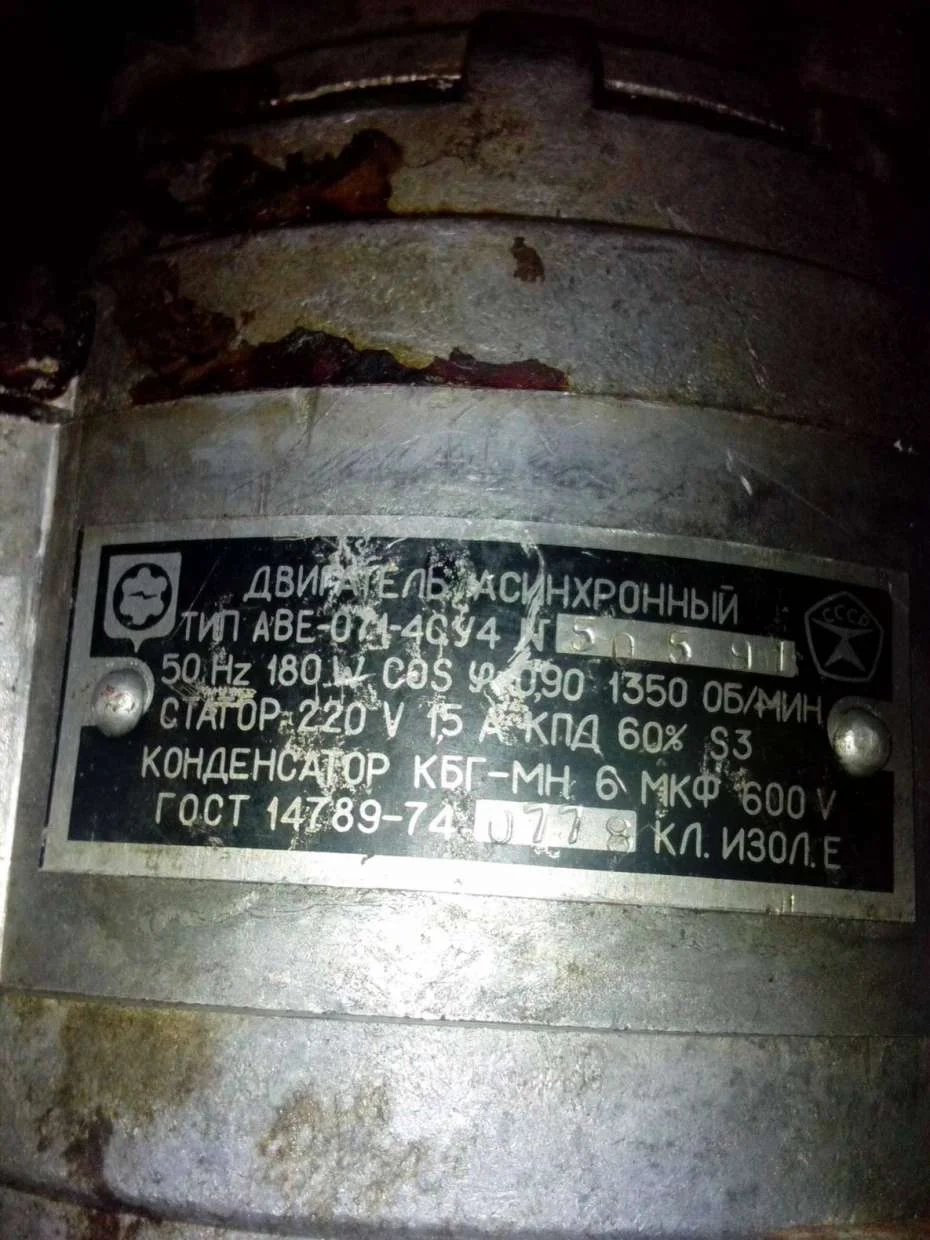 ДВИГАТЕЛЬ АСИНХРОННЫЙ
ТИП АВЕ-071-4СУ4 № 50591
СССР
50 Hz 180 W COS φ 0,90 1350 ОБ/МИН
СТАТОР 220 V 1,5 А КПД 60% S3
КОНДЕНСАТОР КБГ-МН 6 МКФ 600 V
ГОСТ 14789-74 0778 КЛ. ИЗОЛ. Е